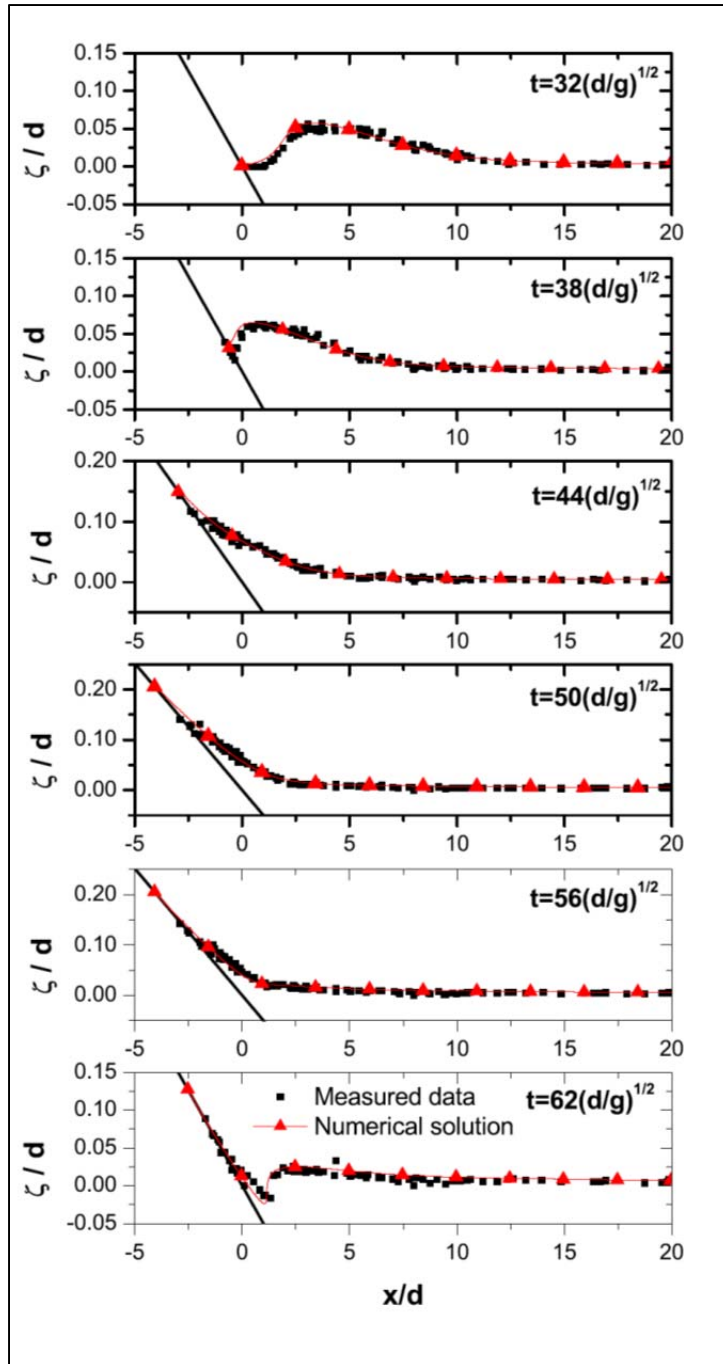 0.15
0.10
0.05
0.00
-0.05
ζ / d
t=32(d/g)^1/2
-5 0 5 10 15 20
0.15
0.10
0.05
0.00
-0.05
ζ / d
t=38(d/g)^1/2
-5 0 5 10 15 20
0.20
0.10
0.00
ζ / d
t=44(d/g)^1/2
-5 0 5 10 15 20
0.20
0.10
0.00
ζ / d
t=50(d/g)^1/2
-5 0 5 10 15 20
0.20
0.10
0.00
ζ / d
t=56(d/g)^1/2
-5 0 5 10 15 20
0.15
0.10
0.05
0.00
-0.05
ζ / d
Measured data
Numerical solution
t=62(d/g)^1/2
-5 0 5 10 15 20
x/d